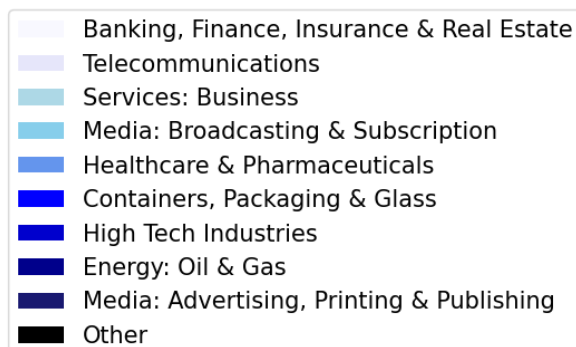 Banking, Finance, Insurance & Real Estate
Telecommunications
Services: Business
Media: Broadcasting & Subscription
Healthcare & Pharmaceuticals
Containers, Packaging & Glass
High Tech Industries
Energy: Oil & Gas
Media: Advertising, Printing & Publishing
Other